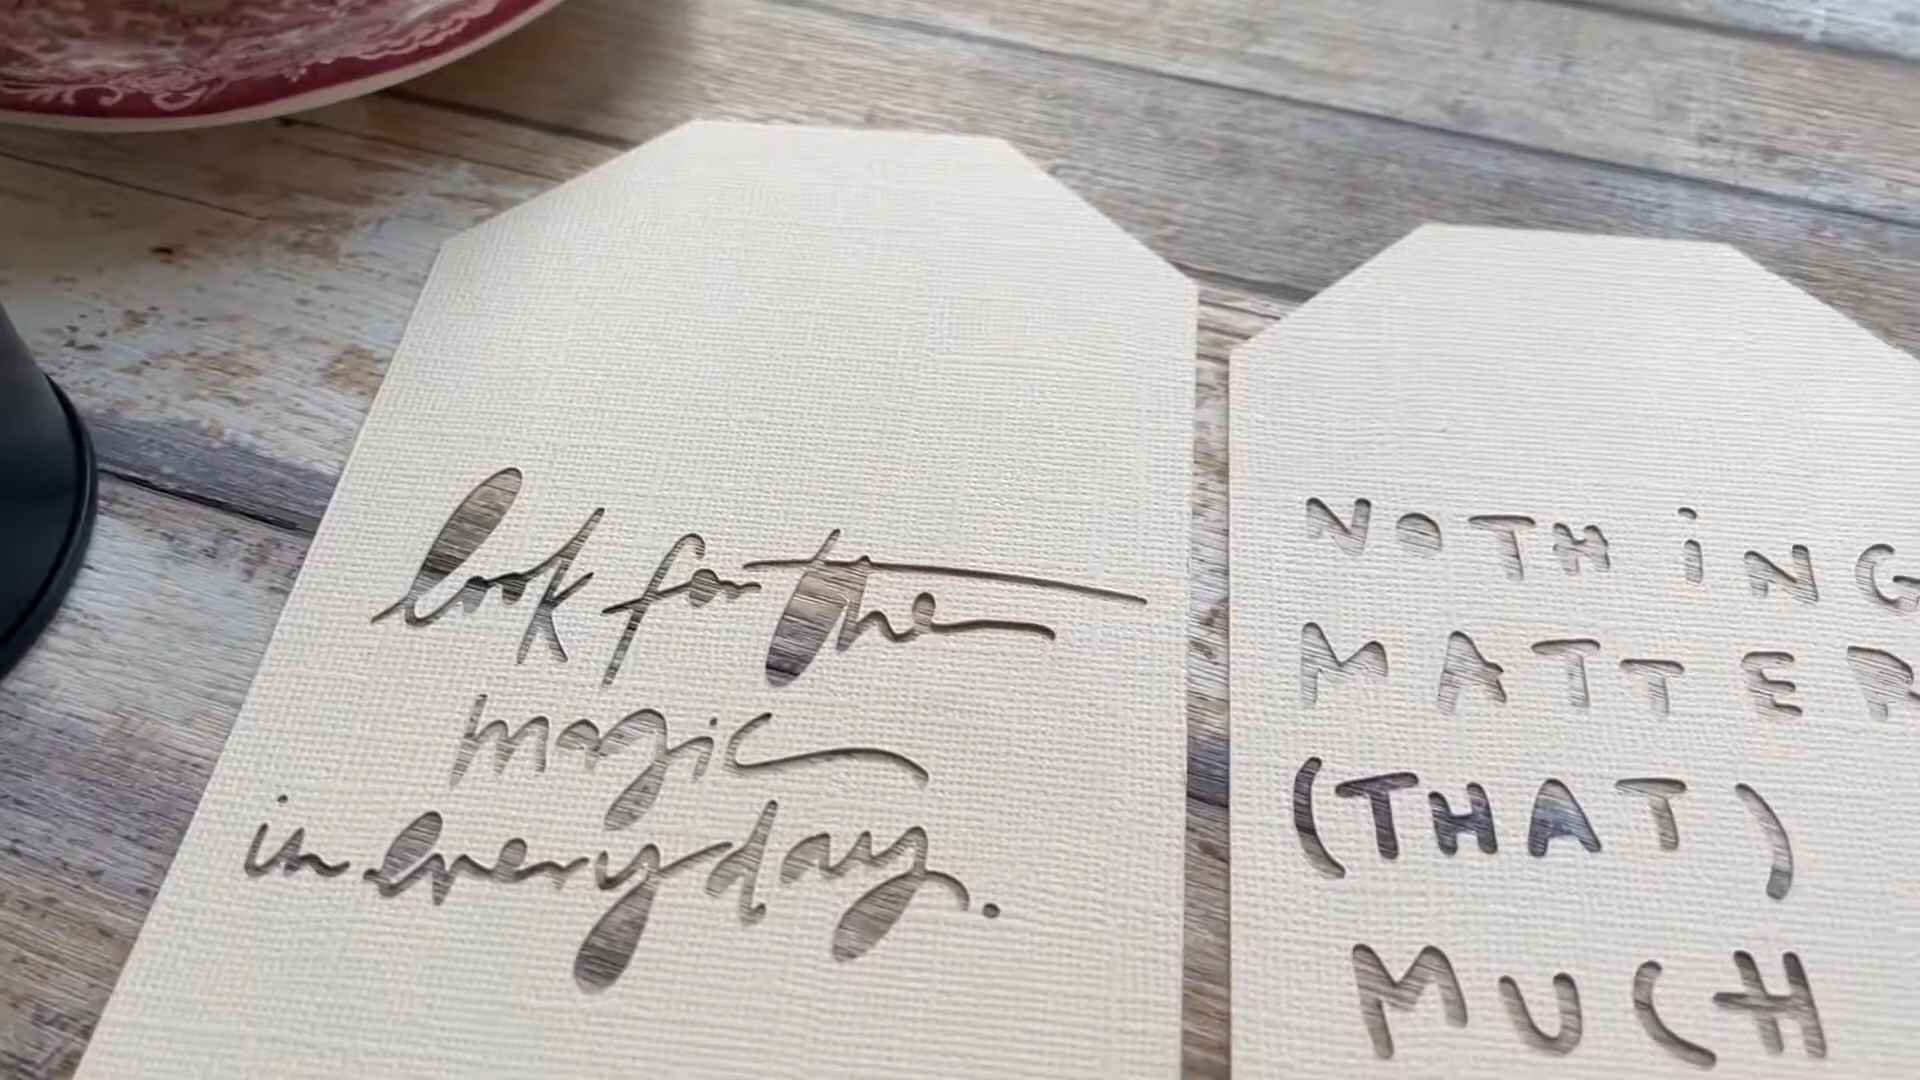 look for the
magic
in everyday.
NOTHiNG
MATTER
(THAT)
MUCH